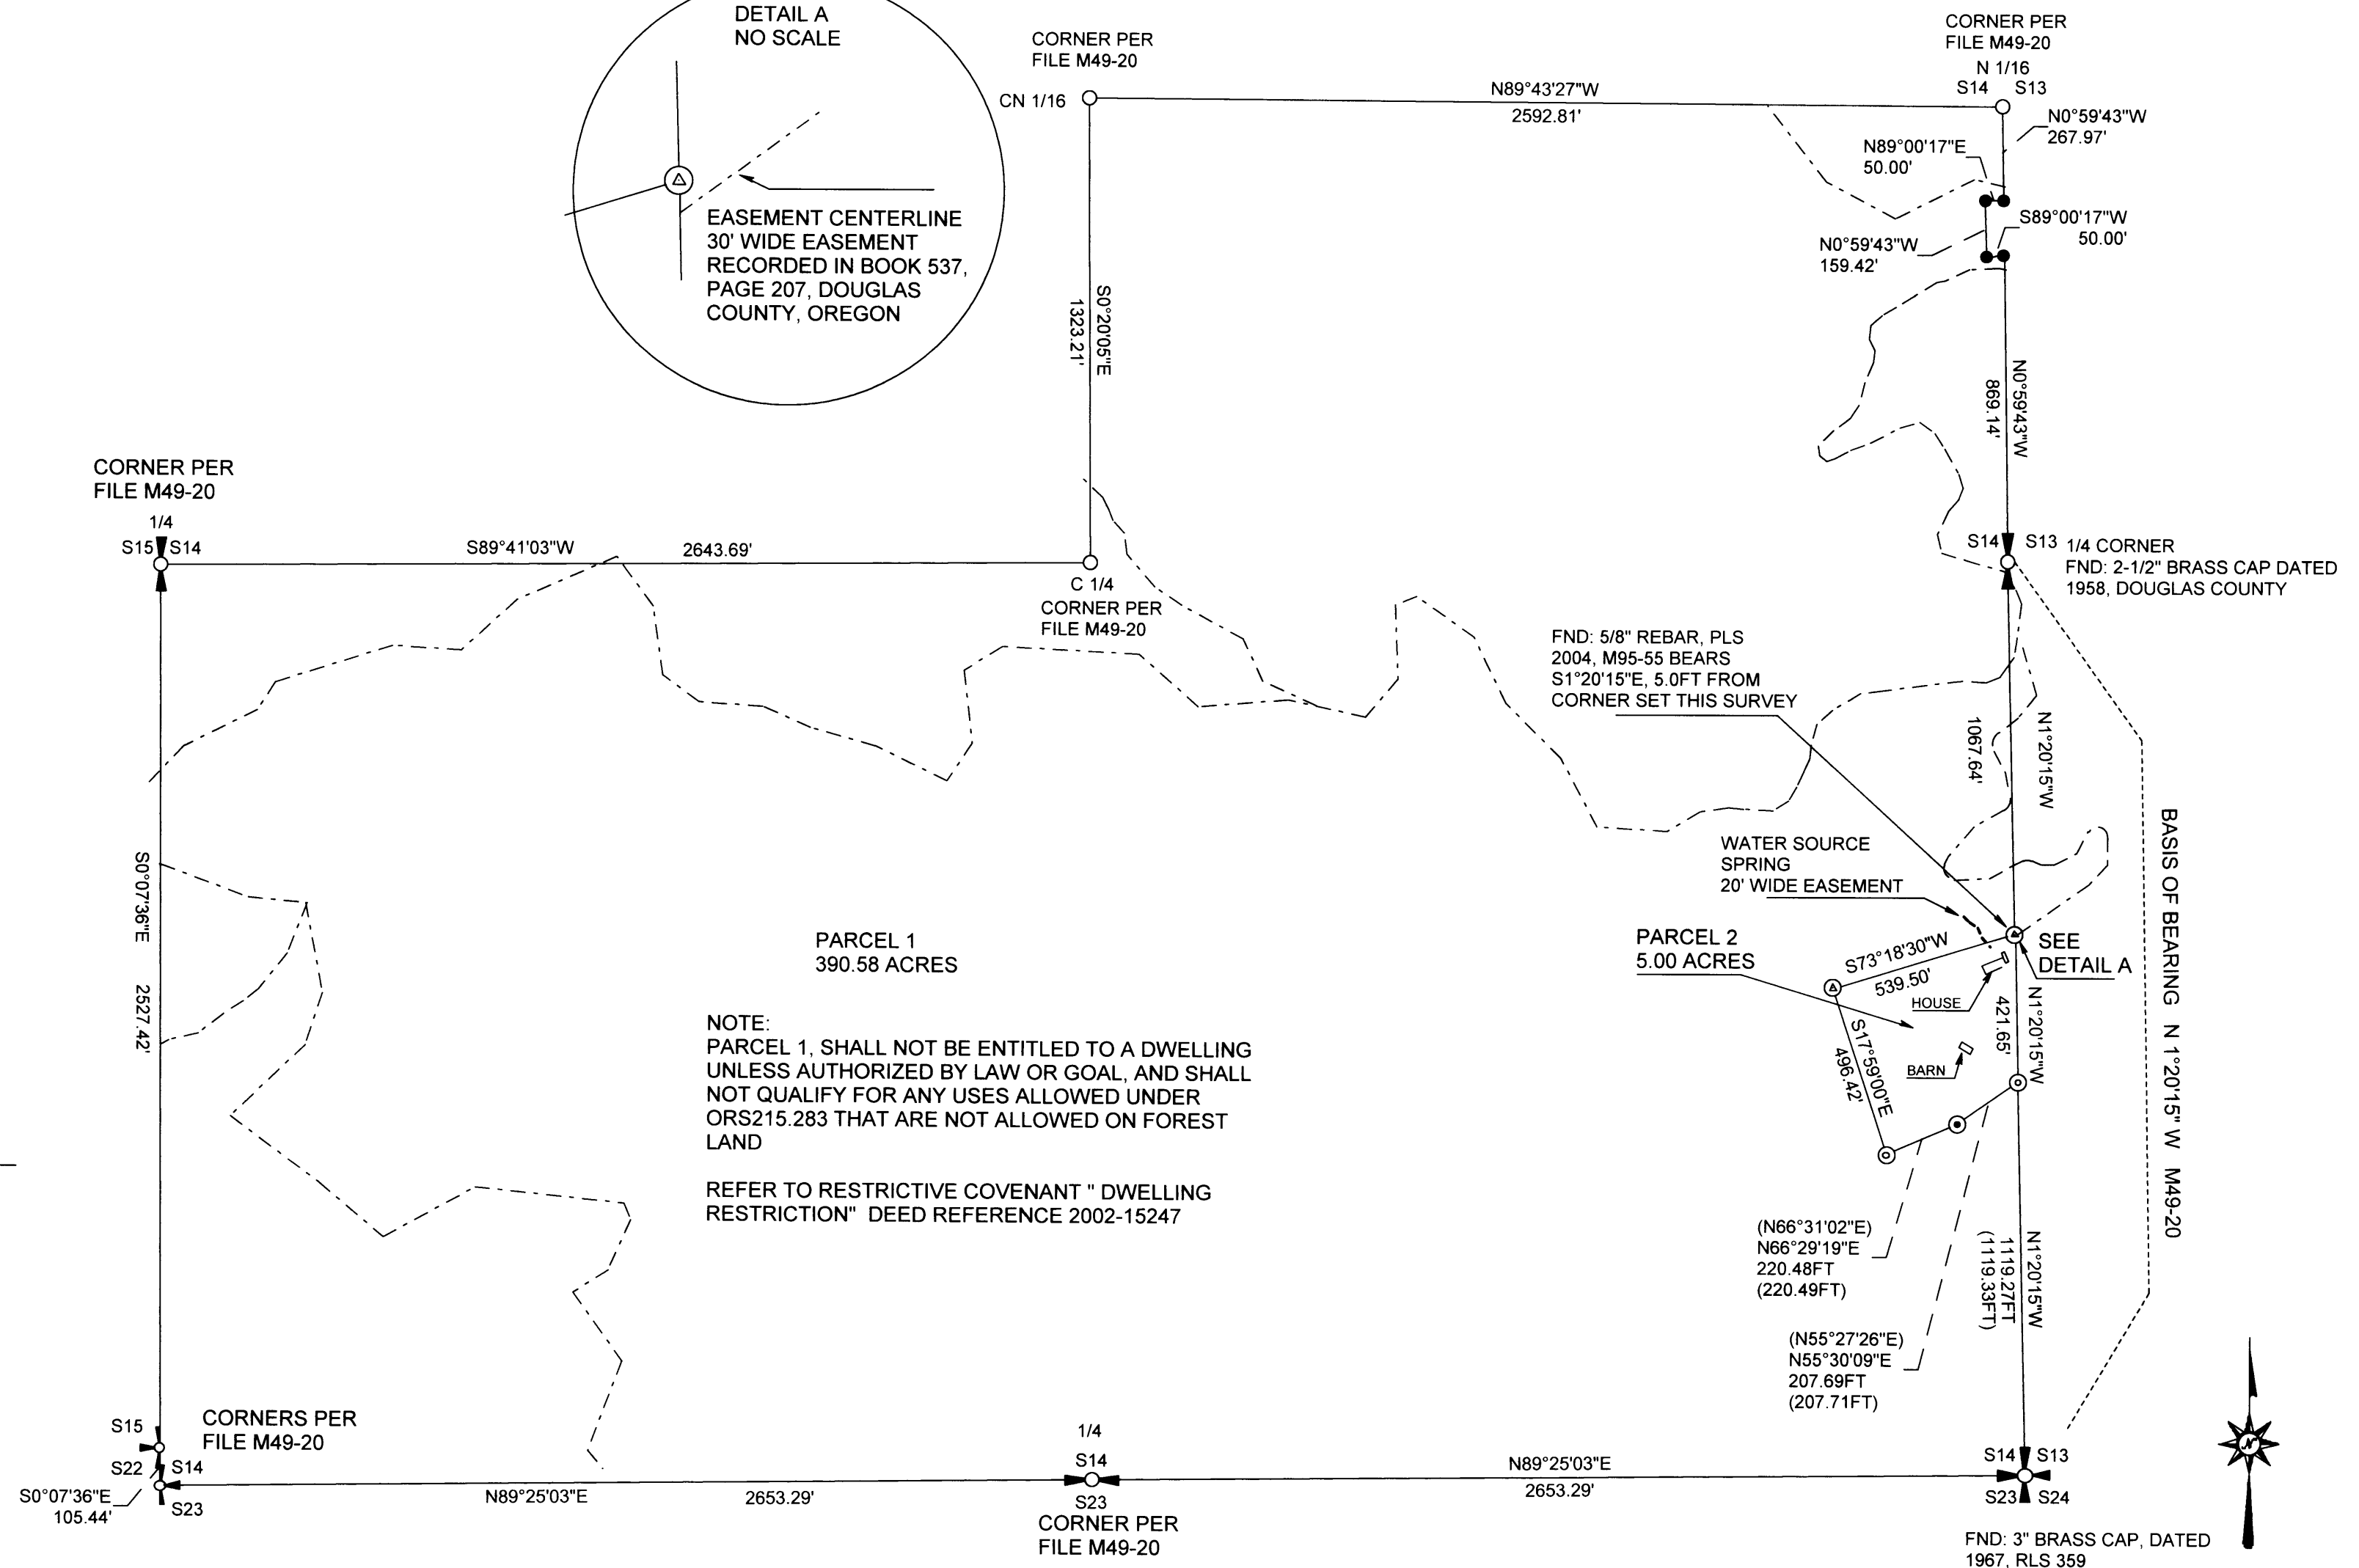 DETAIL A
NO SCALE
EASEMENT CENTERLINE
30' WIDE EASEMENT
RECORDED IN BOOK 537,
PAGE 207, DOUGLAS
COUNTY, OREGON
CORNER PER
FILE M49-20
CN 1/16
N89°43'27"W
2592.81'
CORNER PER
FILE M49-20
N 1/16
S14 S13
N0°59'43"W
267.97'
N89°00'17"E
50.00'
S89°00'17"W
50.00'
N0°59'43"W
159.42'
S0°20'05"E
1323.21'
N0°59'43"W
869.14'
CORNER PER
FILE M49-20
1/4
S15 S14
S89°41'03"W 2643.69'
C 1/4
CORNER PER
FILE M49-20
S14 S13
1/4 CORNER
FND: 2-1/2" BRASS CAP DATED
1958, DOUGLAS COUNTY
FND: 5/8" REBAR, PLS
2004, M95-55 BEARS
S1°20'15"E, 5.0FT FROM
CORNER SET THIS SURVEY
N1°20'15"W
1067.64'
BASIS OF BEARING N 1°20'15" W M49-20
WATER SOURCE
SPRING
20' WIDE EASEMENT
PARCEL 2
5.00 ACRES
S73°18'30"W
539.50'
SEE
DETAIL A
HOUSE
BARN
N1°20'15"W
421.65'
S17°59'00"E
496.42'
S0°07'36"E 2527.42'
PARCEL 1
390.58 ACRES
NOTE:
PARCEL 1, SHALL NOT BE ENTITLED TO A DWELLING
UNLESS AUTHORIZED BY LAW OR GOAL, AND SHALL
NOT QUALIFY FOR ANY USES ALLOWED UNDER
ORS215.283 THAT ARE NOT ALLOWED ON FOREST
LAND
REFER TO RESTRICTIVE COVENANT " DWELLING
RESTRICTION" DEED REFERENCE 2002-15247
(N66°31'02"E)
N66°29'19"E
220.48FT
(220.49FT)
(N55°27'26"E)
N55°30'09"E
207.69FT
(207.71FT)
N1°20'15"W
1119.27FT
(1119.33FT)
S15
S22 S14
S23
CORNERS PER
FILE M49-20
S0°07'36"E
105.44'
N89°25'03"E 2653.29'
1/4
S14
S23
CORNER PER
FILE M49-20
N89°25'03"E
2653.29'
S14 S13
S23 S24
FND: 3" BRASS CAP, DATED
1967, RLS 359
N